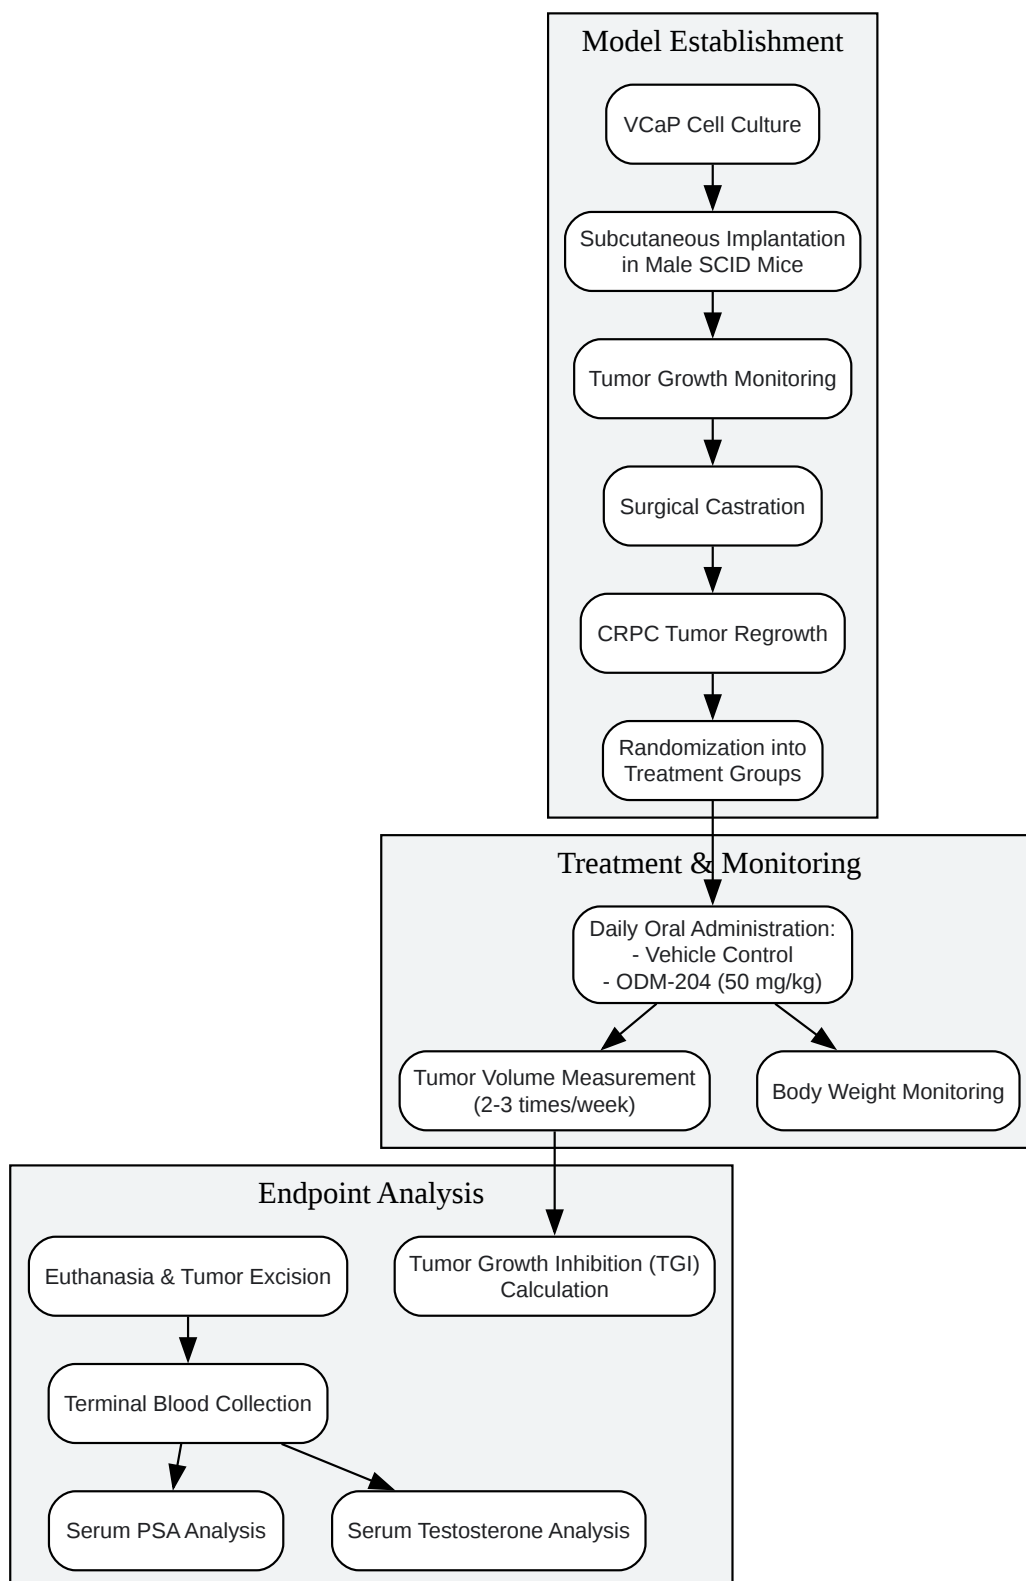 Model Establishment
VCaP Cell Culture
Subcutaneous Implantation
in Male SCID Mice
Tumor Growth Monitoring
Surgical Castration
CRPC Tumor Regrowth
Randomization into
Treatment Groups
Treatment & Monitoring
Daily Oral Administration:
- Vehicle Control
- ODM-204 (50 mg/kg)
Tumor Volume Measurement
(2-3 times/week)
Body Weight Monitoring
Endpoint Analysis
Euthanasia & Tumor Excision
Tumor Growth Inhibition (TGI)
Calculation
Terminal Blood Collection
Serum PSA Analysis
Serum Testosterone Analysis